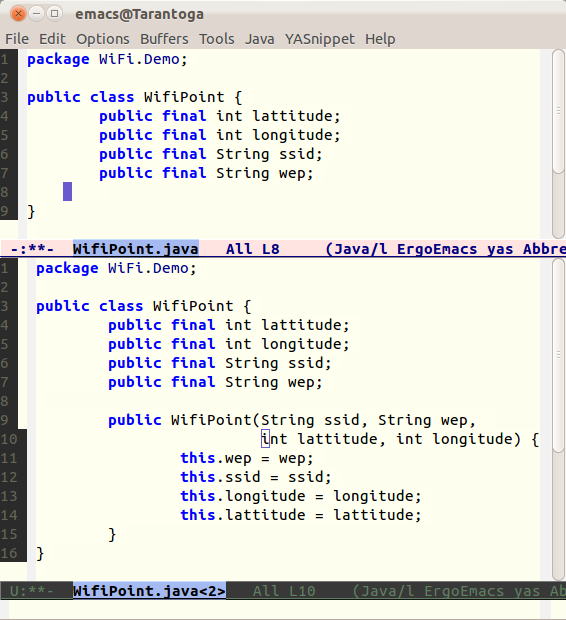 emacs@Tarantoga
File Edit Options Buffers Tools Java YASnippet Help
1 package WiFi.Demo;
2
3 public class WifiPoint {
4 public final int lattitude;
5 public final int longitude;
6 public final String ssid;
7 public final String wep;
8
9 }
-:**- WifiPoint.java All L8 (Java/l ErgoEmacs yas Abbre
1 package WiFi.Demo;
2
3 public class WifiPoint {
4 public final int lattitude;
5 public final int longitude;
6 public final String ssid;
7 public final String wep;
8
9 public WifiPoint(String ssid, String wep,
10 int lattitude, int longitude) {
11 this.wep = wep;
12 this.ssid = ssid;
13 this.longitude = longitude;
14 this.lattitude = lattitude;
15 }
16 }
U:**- WifiPoint.java<2> All L10 (Java/l ErgoEmacs yas Ab